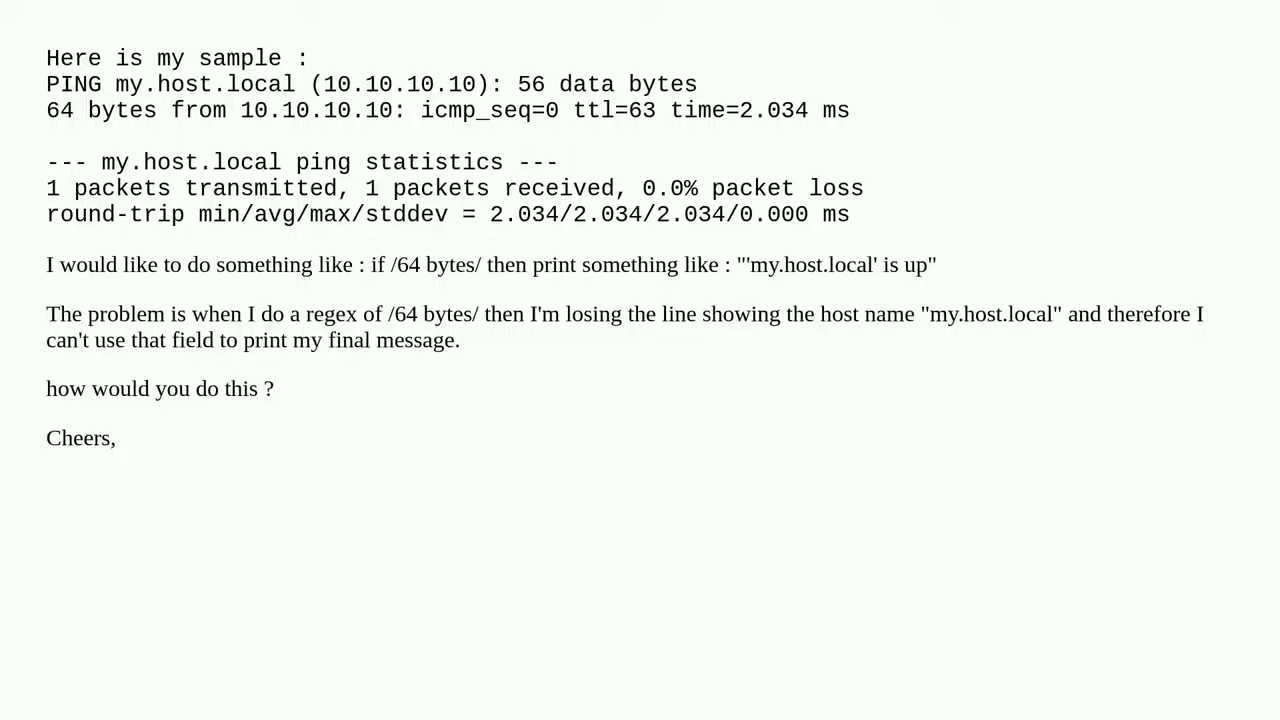 Here is my sample :
PING my.host.local (10.10.10.10): 56 data bytes
64 bytes from 10.10.10.10: icmp_seq=0 ttl=63 time=2.034 ms
--- my.host.local ping statistics ---
1 packets transmitted, 1 packets received, 0.0% packet loss
round-trip min/avg/max/stddev = 2.034/2.034/2.034/0.000 ms
I would like to do something like : if /64 bytes/ then print something like : "'my.host.local' is up"
The problem is when I do a regex of /64 bytes/ then I'm losing the line showing the host name "my.host.local" and therefore I
can't use that field to print my final message.
how would you do this ?
Cheers,